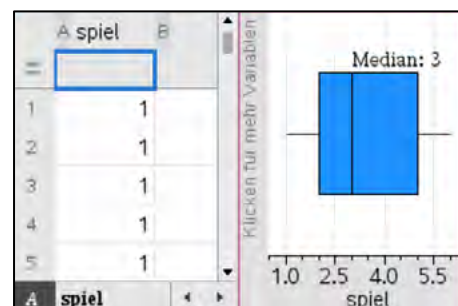 A spiel B
=
1 1
2 1
3 1
4 1
5 1
A spiel
Klicken für mehr Variablen
Median: 3
1.0 2.5 4.0 5.5
spiel